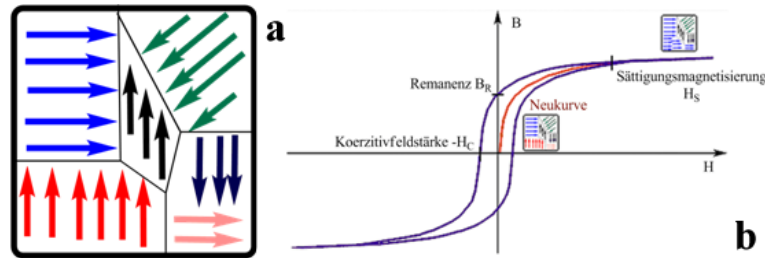 a
B
Remanenz B_R
Sättigungsmagnetisierung
H_S
Neukurve
Koerzitivfeldstärke -H_C
H
b